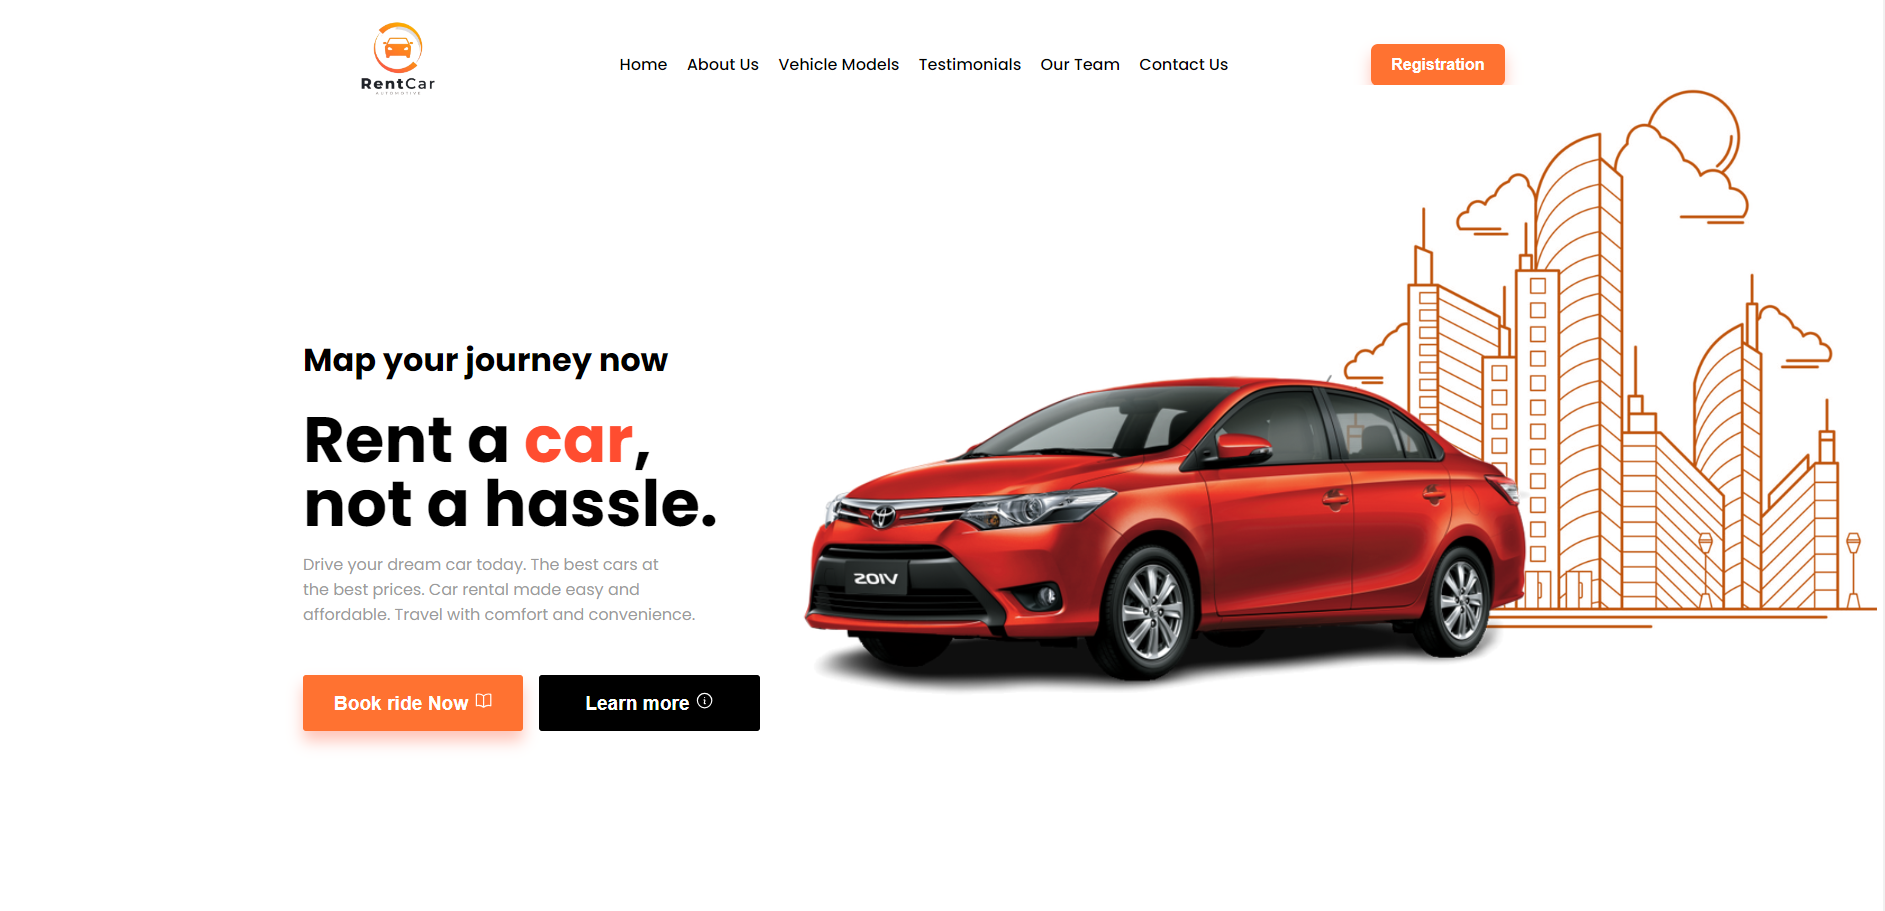 RentCar
AUTOMOTIVE
Home About Us Vehicle Models Testimonials Our Team Contact Us
Registration
Map your journey now
Rent a car,
not a hassle.
Drive your dream car today. The best cars at
the best prices. Car rental made easy and
affordable. Travel with comfort and convenience.
Book ride Now
Learn more
VIOS